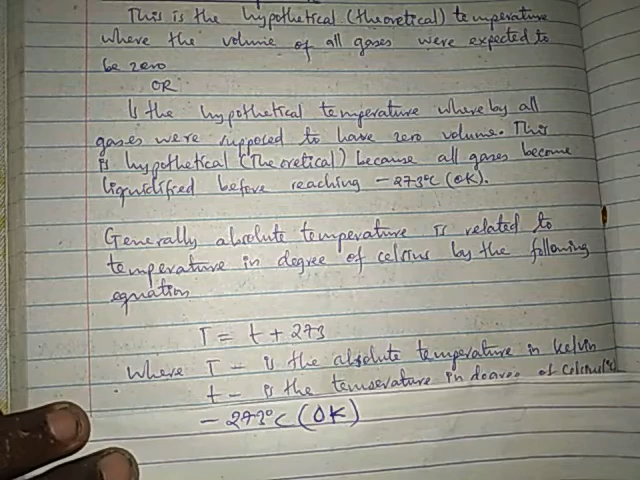 This is the hypothetical (theoretical) temperature
where the volume of all gases were expected to
be zero
OR
Is the hypothetical temperature whereby all
gases were supposed to have zero volume. This
is hypothetical (Theoretical) because all gases become
liquidified before reaching -273°C (0K).
Generally absolute temperature is related to
temperature in degree of celsius by the following
equation
T = t + 273
Where T - is the absolute temperature in kelvin
t - is the temperature in degree of
-273°C (0K)